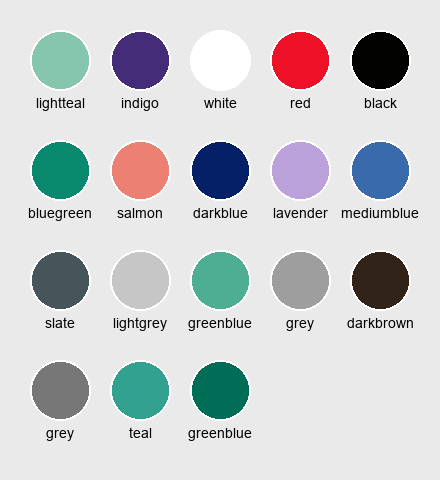 lightteal indigo white red black
bluegreen salmon darkblue lavender mediumblue
slate lightgrey greenblue grey darkbrown
grey teal greenblue